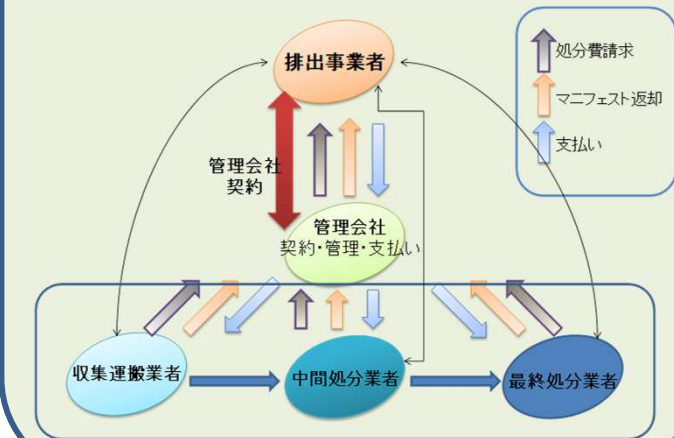 排出事業者
処分費請求
マニフェスト返却
支払い
管理会社
契約
管理会社
契約・管理・支払い
収集運搬業者
中間処分業者
最終処分業者